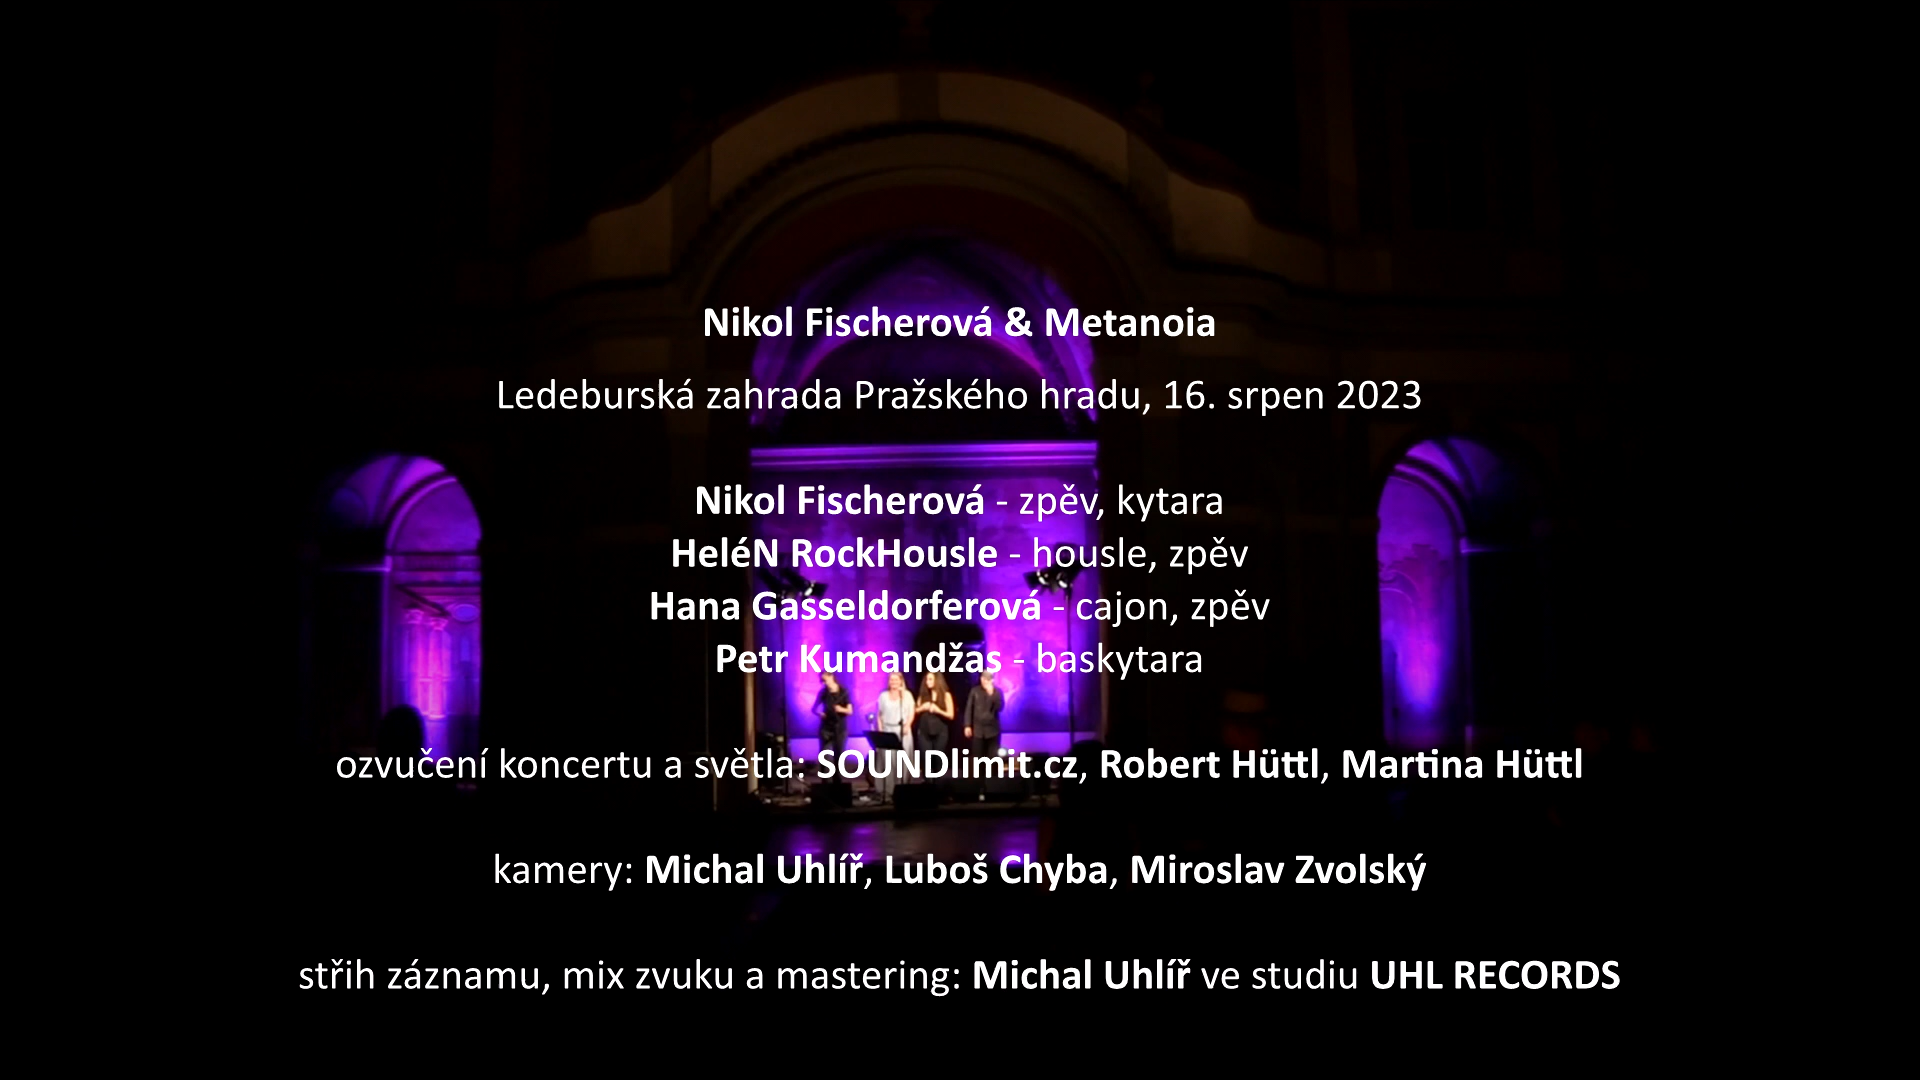 Nikol Fischerová & Metanoia
Ledeburská zahrada Pražského hradu, 16. srpen 2023
Nikol Fischerová - zpěv, kytara
HeléN RockHousle - housle, zpěv
Hana Gasseldorferová - cajon, zpěv
Petr Kumandžas - baskytara
ozvučení koncertu a světla: SOUNDlimit.cz, Robert Hüttl, Martina Hüttl
kamery: Michal Uhlíř, Luboš Chyba, Miroslav Zvolský
střih záznamu, mix zvuku a mastering: Michal Uhlíř ve studiu UHL RECORDS